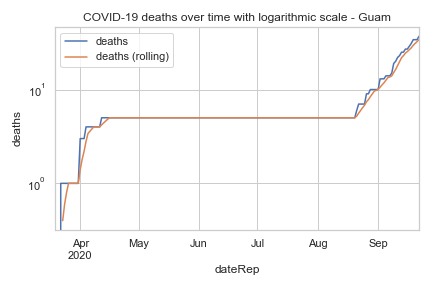 COVID-19 deaths over time with logarithmic scale - Guam
deaths
deaths (rolling)
deaths
10¹
10⁰
Apr May Jun Jul Aug Sep
2020
dateRep